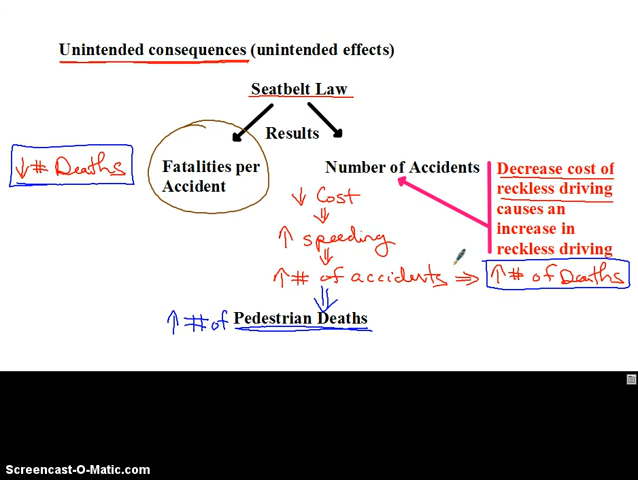 Unintended consequences (unintended effects)
Seatbelt Law
Results
↓ # Deaths
Fatalities per
Accident
Number of Accidents
Decrease cost of
reckless driving
causes an
increase in
reckless driving
↓ Cost
⇓
↑ speeding
⇓
↑ # of accidents ⇒ ↑ # of Deaths
⇓
↑ # of Pedestrian Deaths
Screencast-O-Matic.com